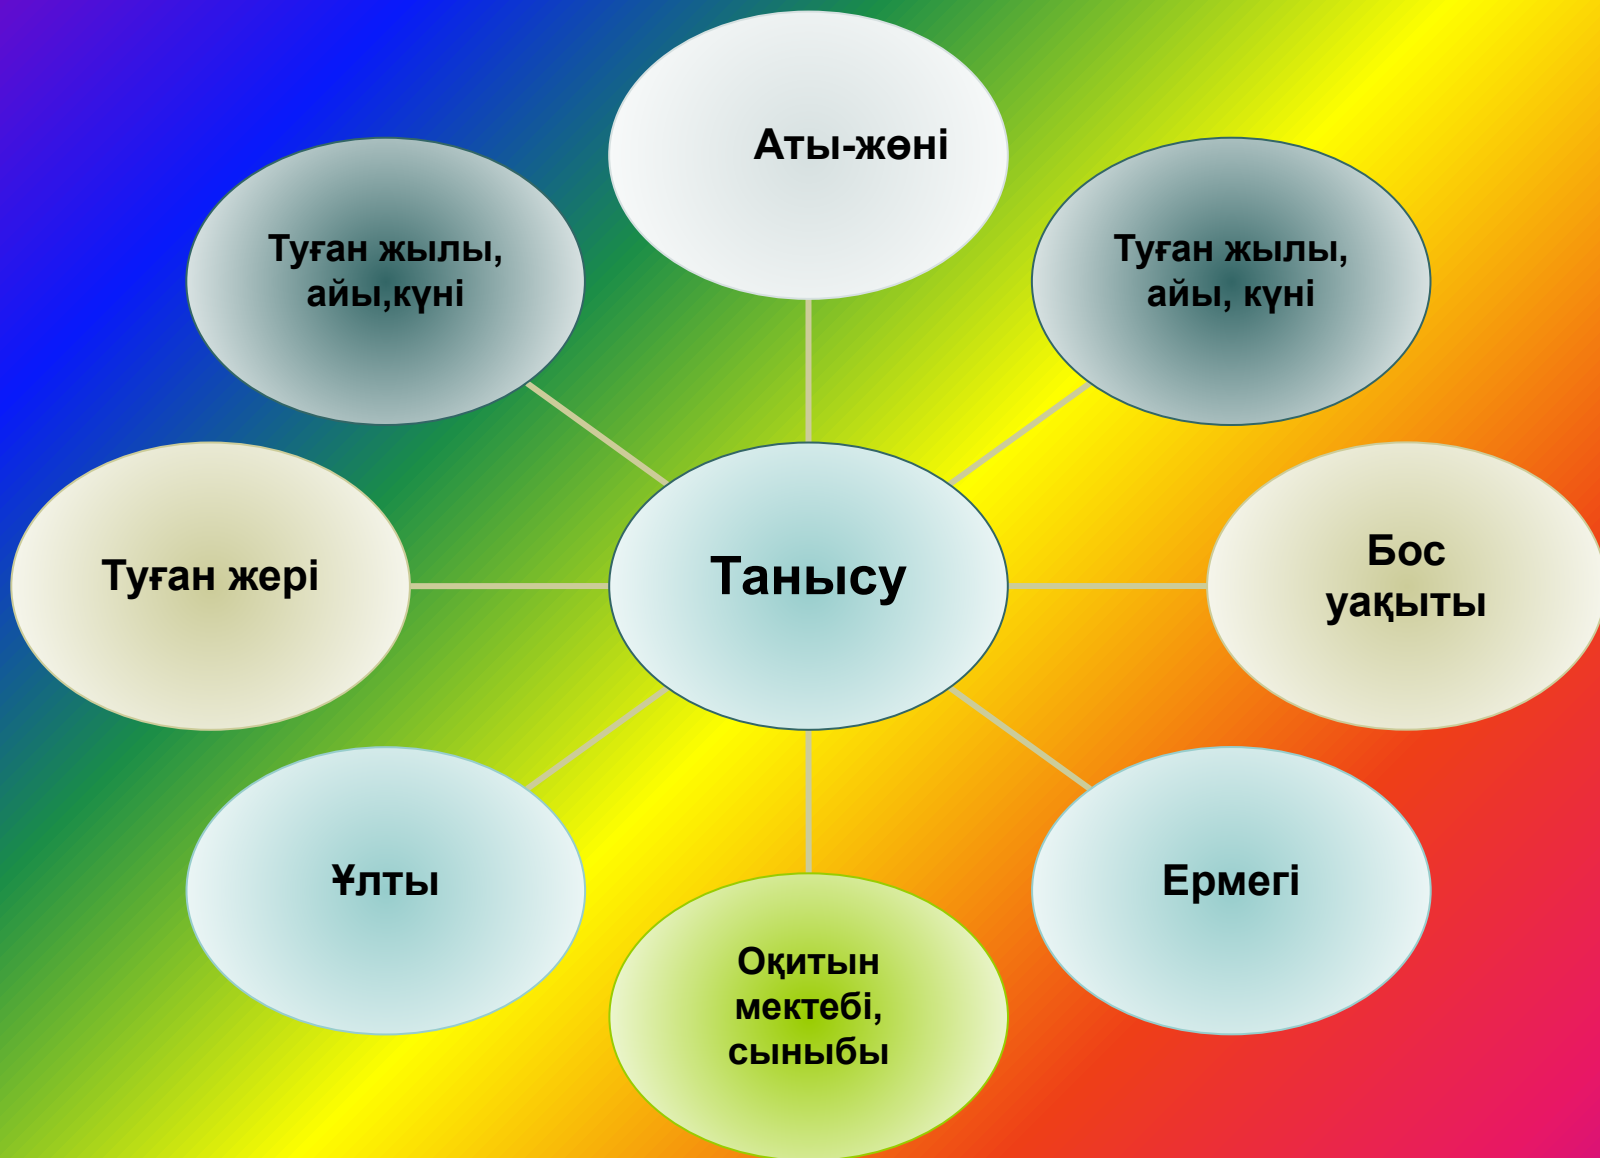 Аты-жөні
Туған жылы,
айы,күні
Туған жылы,
айы, күні
Туған жері
Танысу
Бос
уақыты
Ұлты
Ермегі
Оқитын
мектебі,
сыныбы